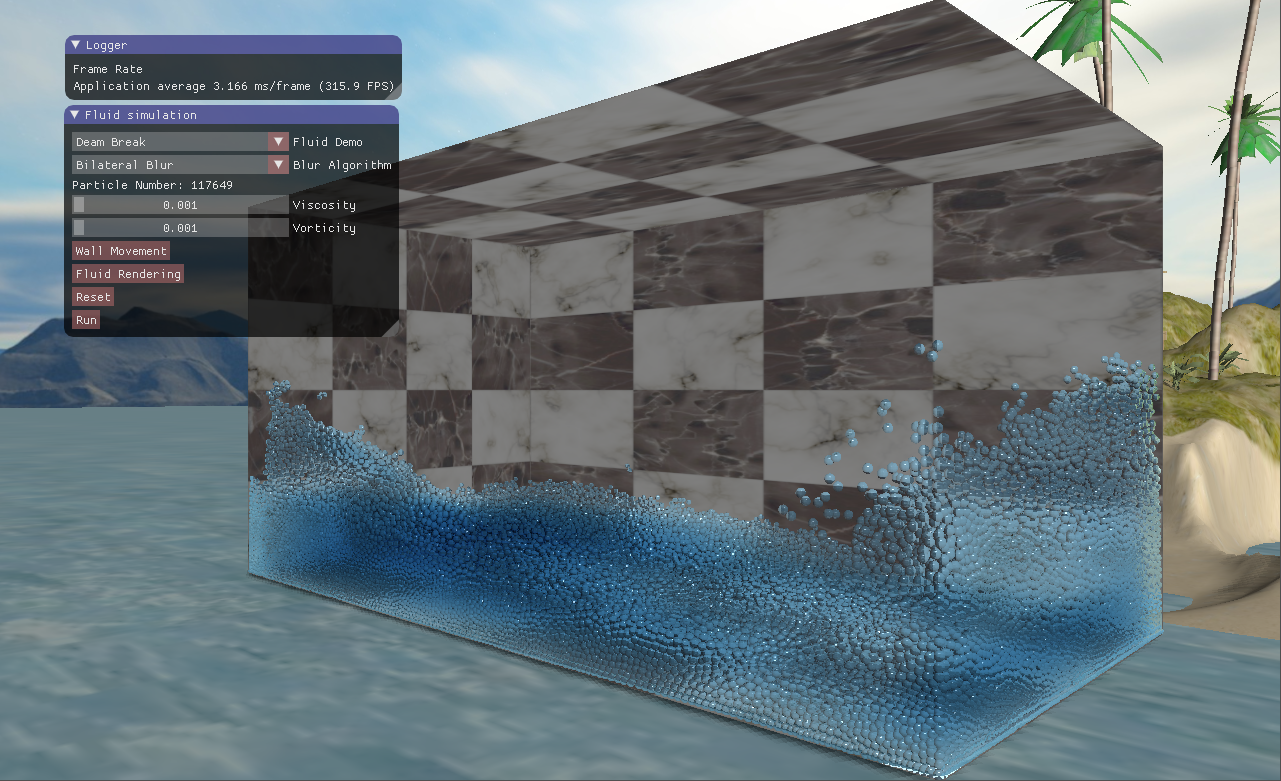 Logger
Frame Rate
Application average 3.166 ms/frame (315.9 FPS)
Fluid simulation
Deam Break Fluid Demo
Bilateral Blur Blur Algorithm
Particle Number: 117649
0.001 Viscosity
0.001 Vorticity
Wall Movement
Fluid Rendering
Reset
Run